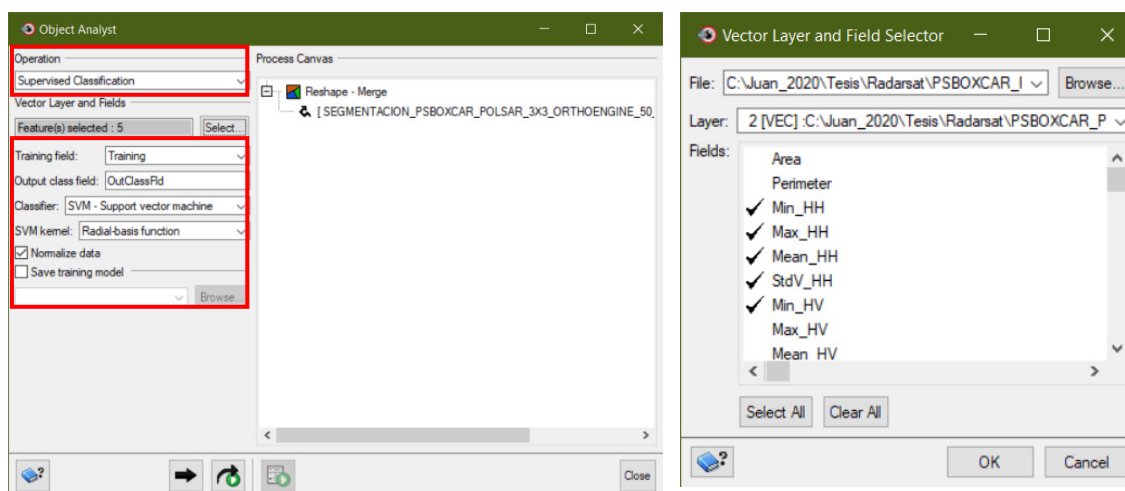 Object Analyst
Operation
Supervised Classification
Vector Layer and Fields
Feature(s) selected : 5
Select...
Training field: Training
Output class field: OutClassFld
Classifier: SVM - Support vector machine
SVM kernel: Radial-basis function
Normalize data
Save training model
Browse...
Process Canvas
Reshape - Merge
[ SEGMENTACION_PSBOXCAR_POLSAR_3X3_ORTHOENGINE_50_
Close
Vector Layer and Field Selector
File: C:\Juan_2020\Tesis\Radarsat\PSBOXCAR_I Browse...
Layer: 2 [VEC] :C:\Juan_2020\Tesis\Radarsat\PSBOXCAR_P
Fields:
Area
Perimeter
Min_HH
Max_HH
Mean_HH
StdV_HH
Min_HV
Max_HV
Mean_HV
Select All Clear All
OK Cancel